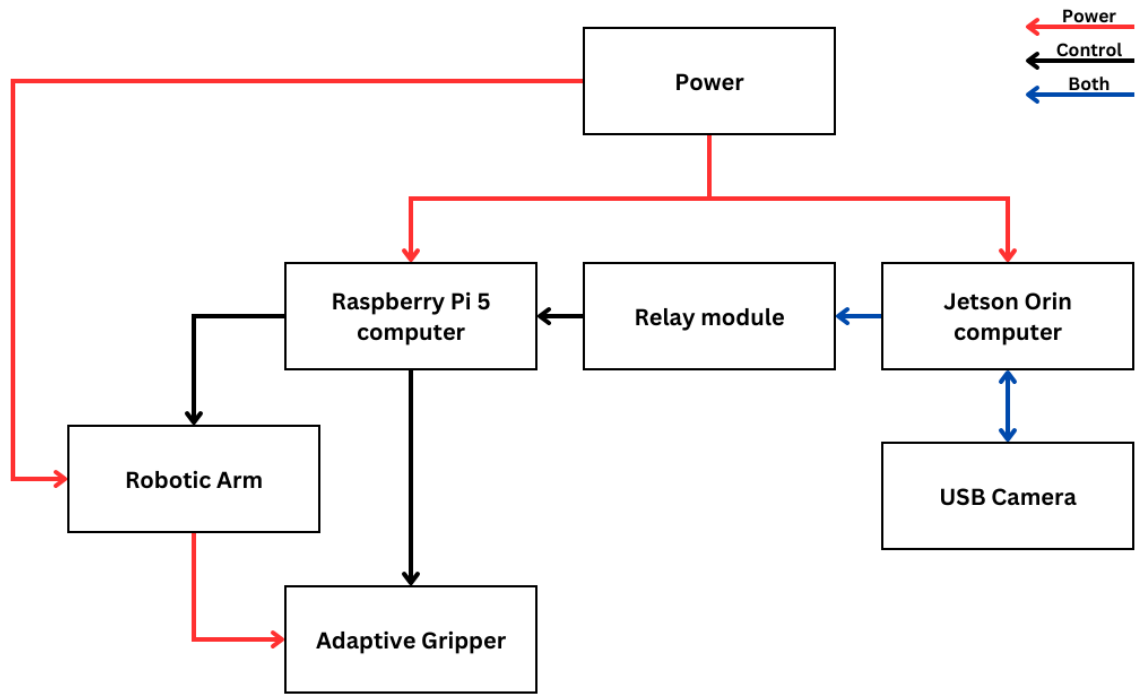 Power
Control
Both
Power
Raspberry Pi 5
computer
Relay module
Jetson Orin
computer
Robotic Arm
USB Camera
Adaptive Gripper